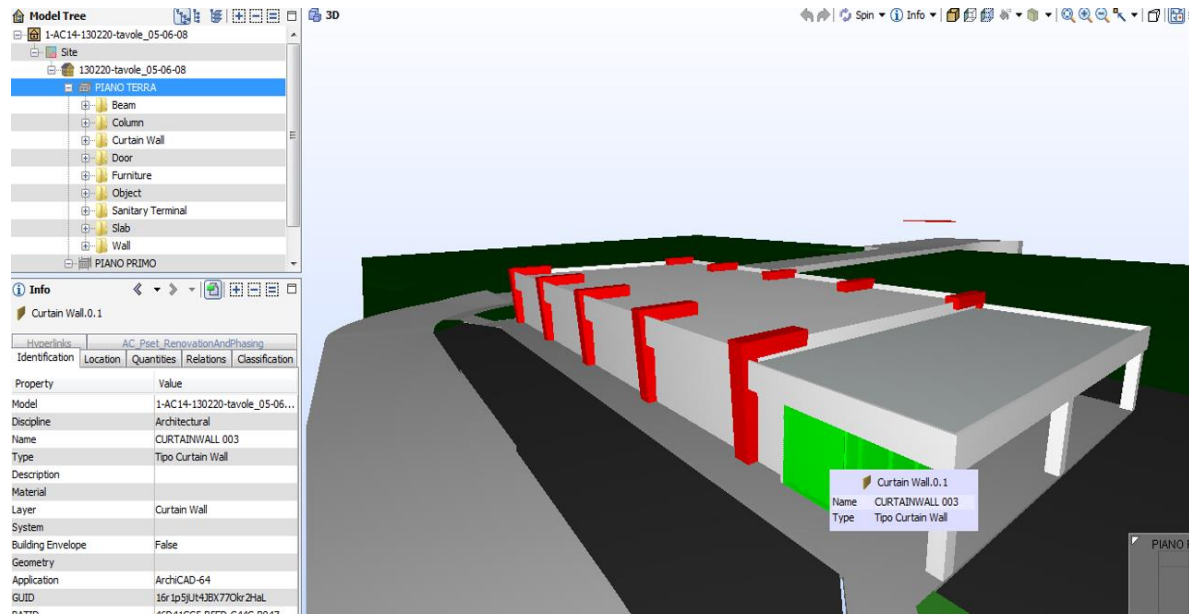 Model Tree
1-AC14-130220-tavole_05-06-08
Site
130220-tavole_05-06-08
PIANO TERRA
Beam
Column
Curtain Wall
Door
Furniture
Object
Sanitary Terminal
Slab
Wall
PIANO PRIMO
Info
Curtain Wall.0.1
Hyperlinks AC_Pset_RenovationAndPhasing
Identification Location Quantities Relations Classification
Property Value
Model 1-AC14-130220-tavole_05-06...
Discipline Architectural
Name CURTAINWALL 003
Type Tipo Curtain Wall
Description
Material
Layer Curtain Wall
System
Building Envelope False
Geometry
Application ArchiCAD-64
GUID 16r1p5jUt4JBX77Okr2HaL
3D
Spin Info
Curtain Wall.0.1
Name CURTAINWALL 003
Type Tipo Curtain Wall
PIANO